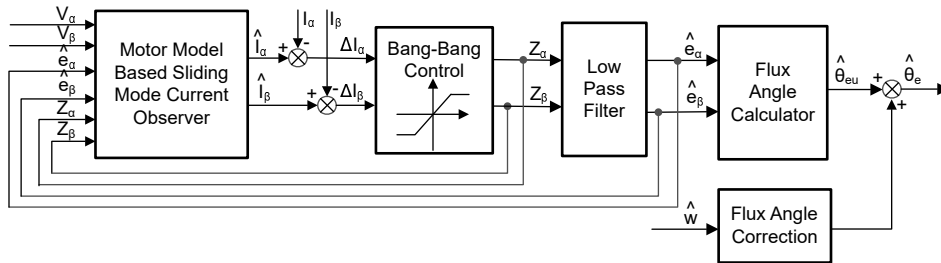 Vα
Vβ
êα
êβ
Zα
Zβ
Motor Model
Based Sliding
Mode Current
Observer
Îα
Îβ
Iα
Iβ
+
-
+
-
ΔIα
ΔIβ
Bang-Bang
Control
Zα
Zβ
Low
Pass
Filter
êα
êβ
Flux
Angle
Calculator
θ̂eu
+
+
θ̂e
ŵ
Flux Angle
Correction